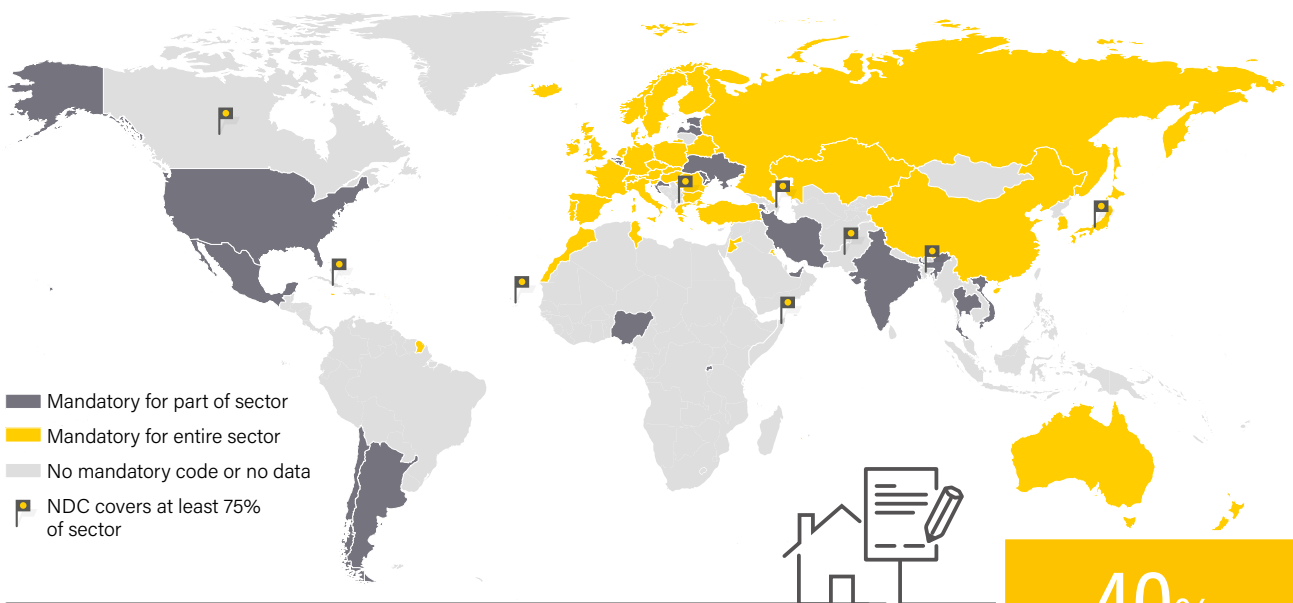 Mandatory for part of sector
Mandatory for entire sector
No mandatory code or no data
NDC covers at least 75%
of sector
40%